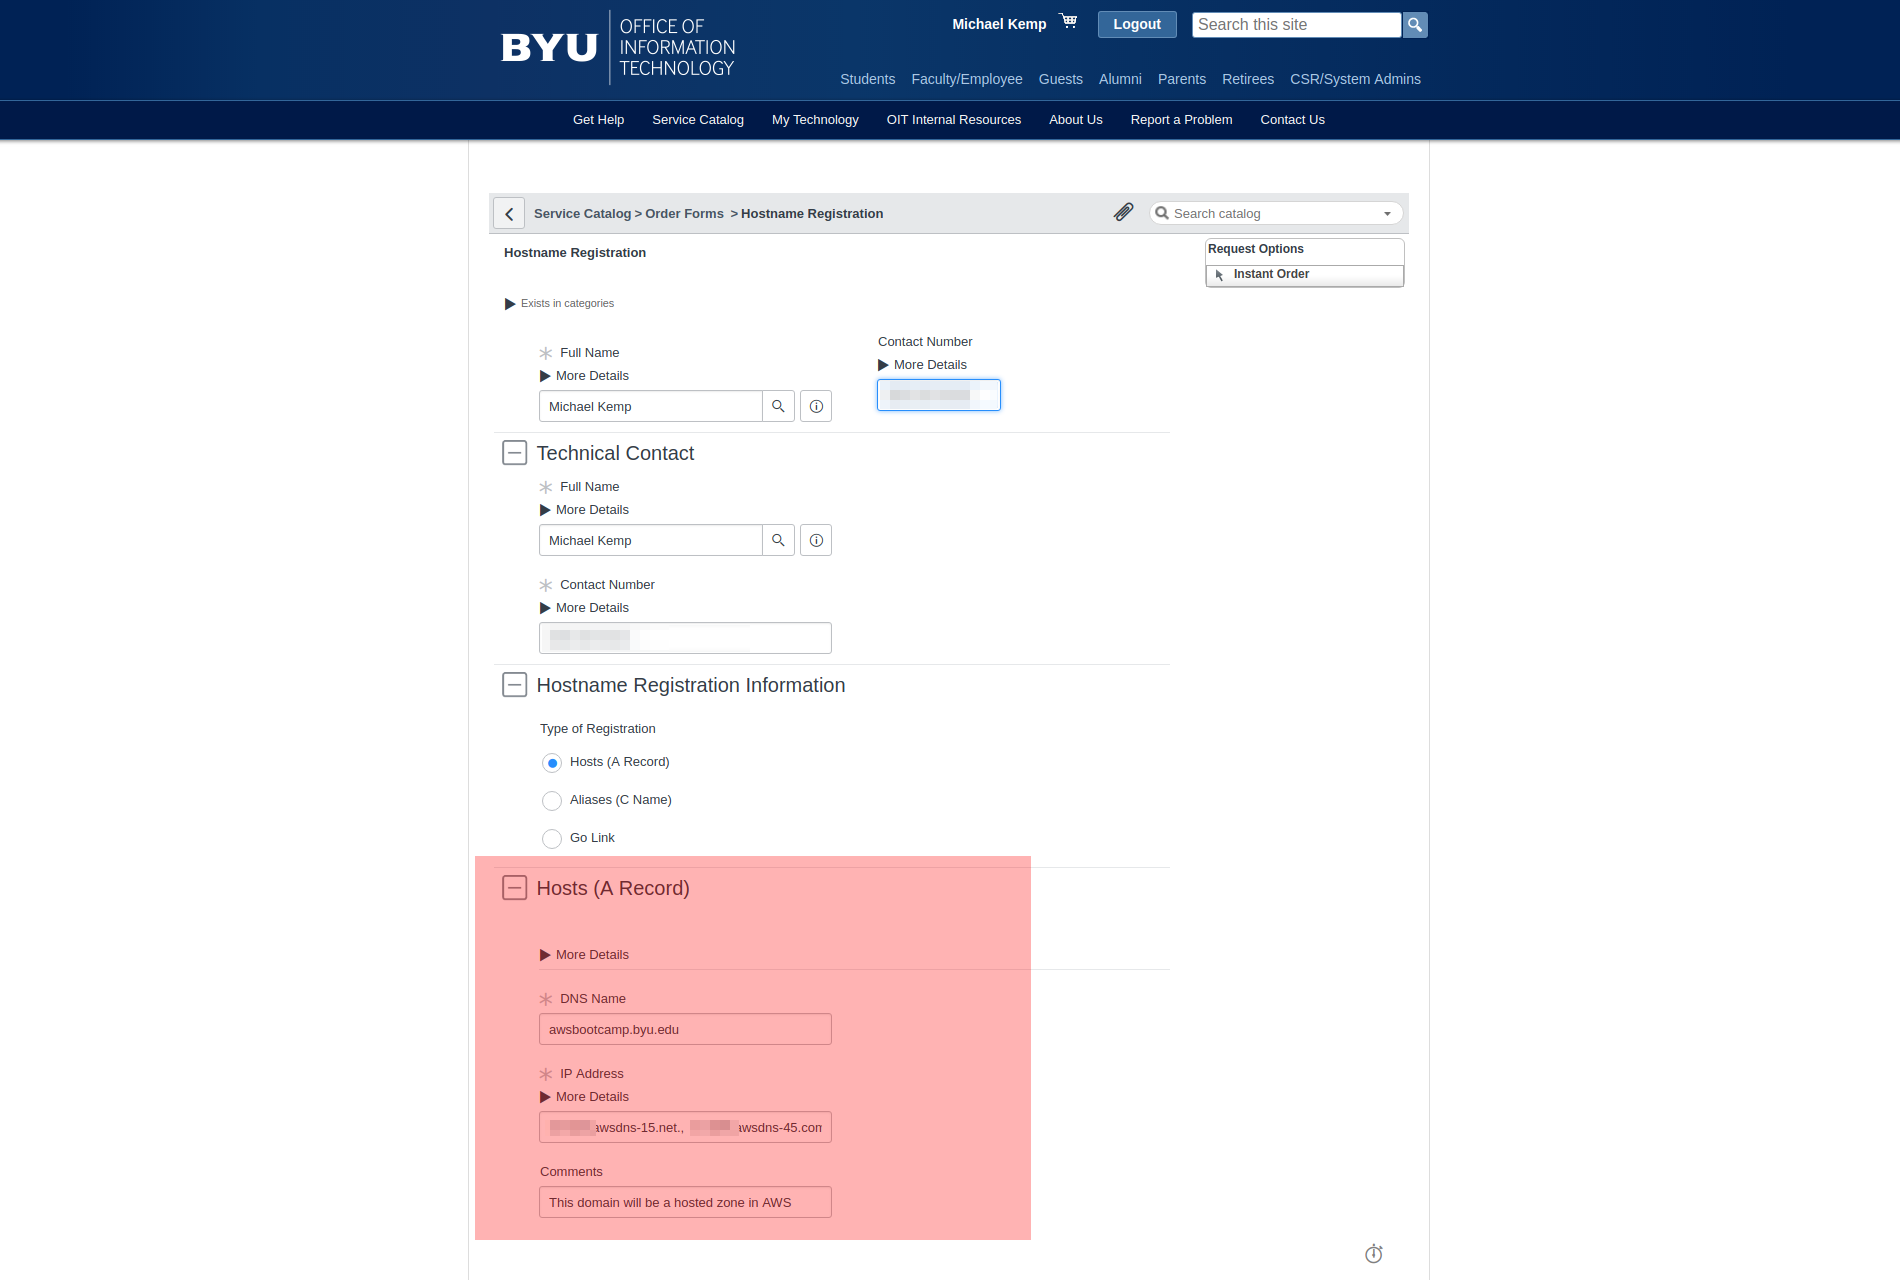 BYU
OFFICE OF
INFORMATION
TECHNOLOGY
Michael Kemp
Logout
Search this site
Students Faculty/Employee Guests Alumni Parents Retirees CSR/System Admins
Get Help Service Catalog My Technology OIT Internal Resources About Us Report a Problem Contact Us
Service Catalog > Order Forms > Hostname Registration
Search catalog
Hostname Registration
Request Options
Instant Order
Exists in categories
Full Name
More Details
Michael Kemp
Contact Number
More Details
Technical Contact
Full Name
More Details
Michael Kemp
Contact Number
More Details
Hostname Registration Information
Type of Registration
Hosts (A Record)
Aliases (C Name)
Go Link
Hosts (A Record)
More Details
DNS Name
awsbootcamp.byu.edu
IP Address
More Details
awsdns-15.net., awsdns-45.com
Comments
This domain will be a hosted zone in AWS